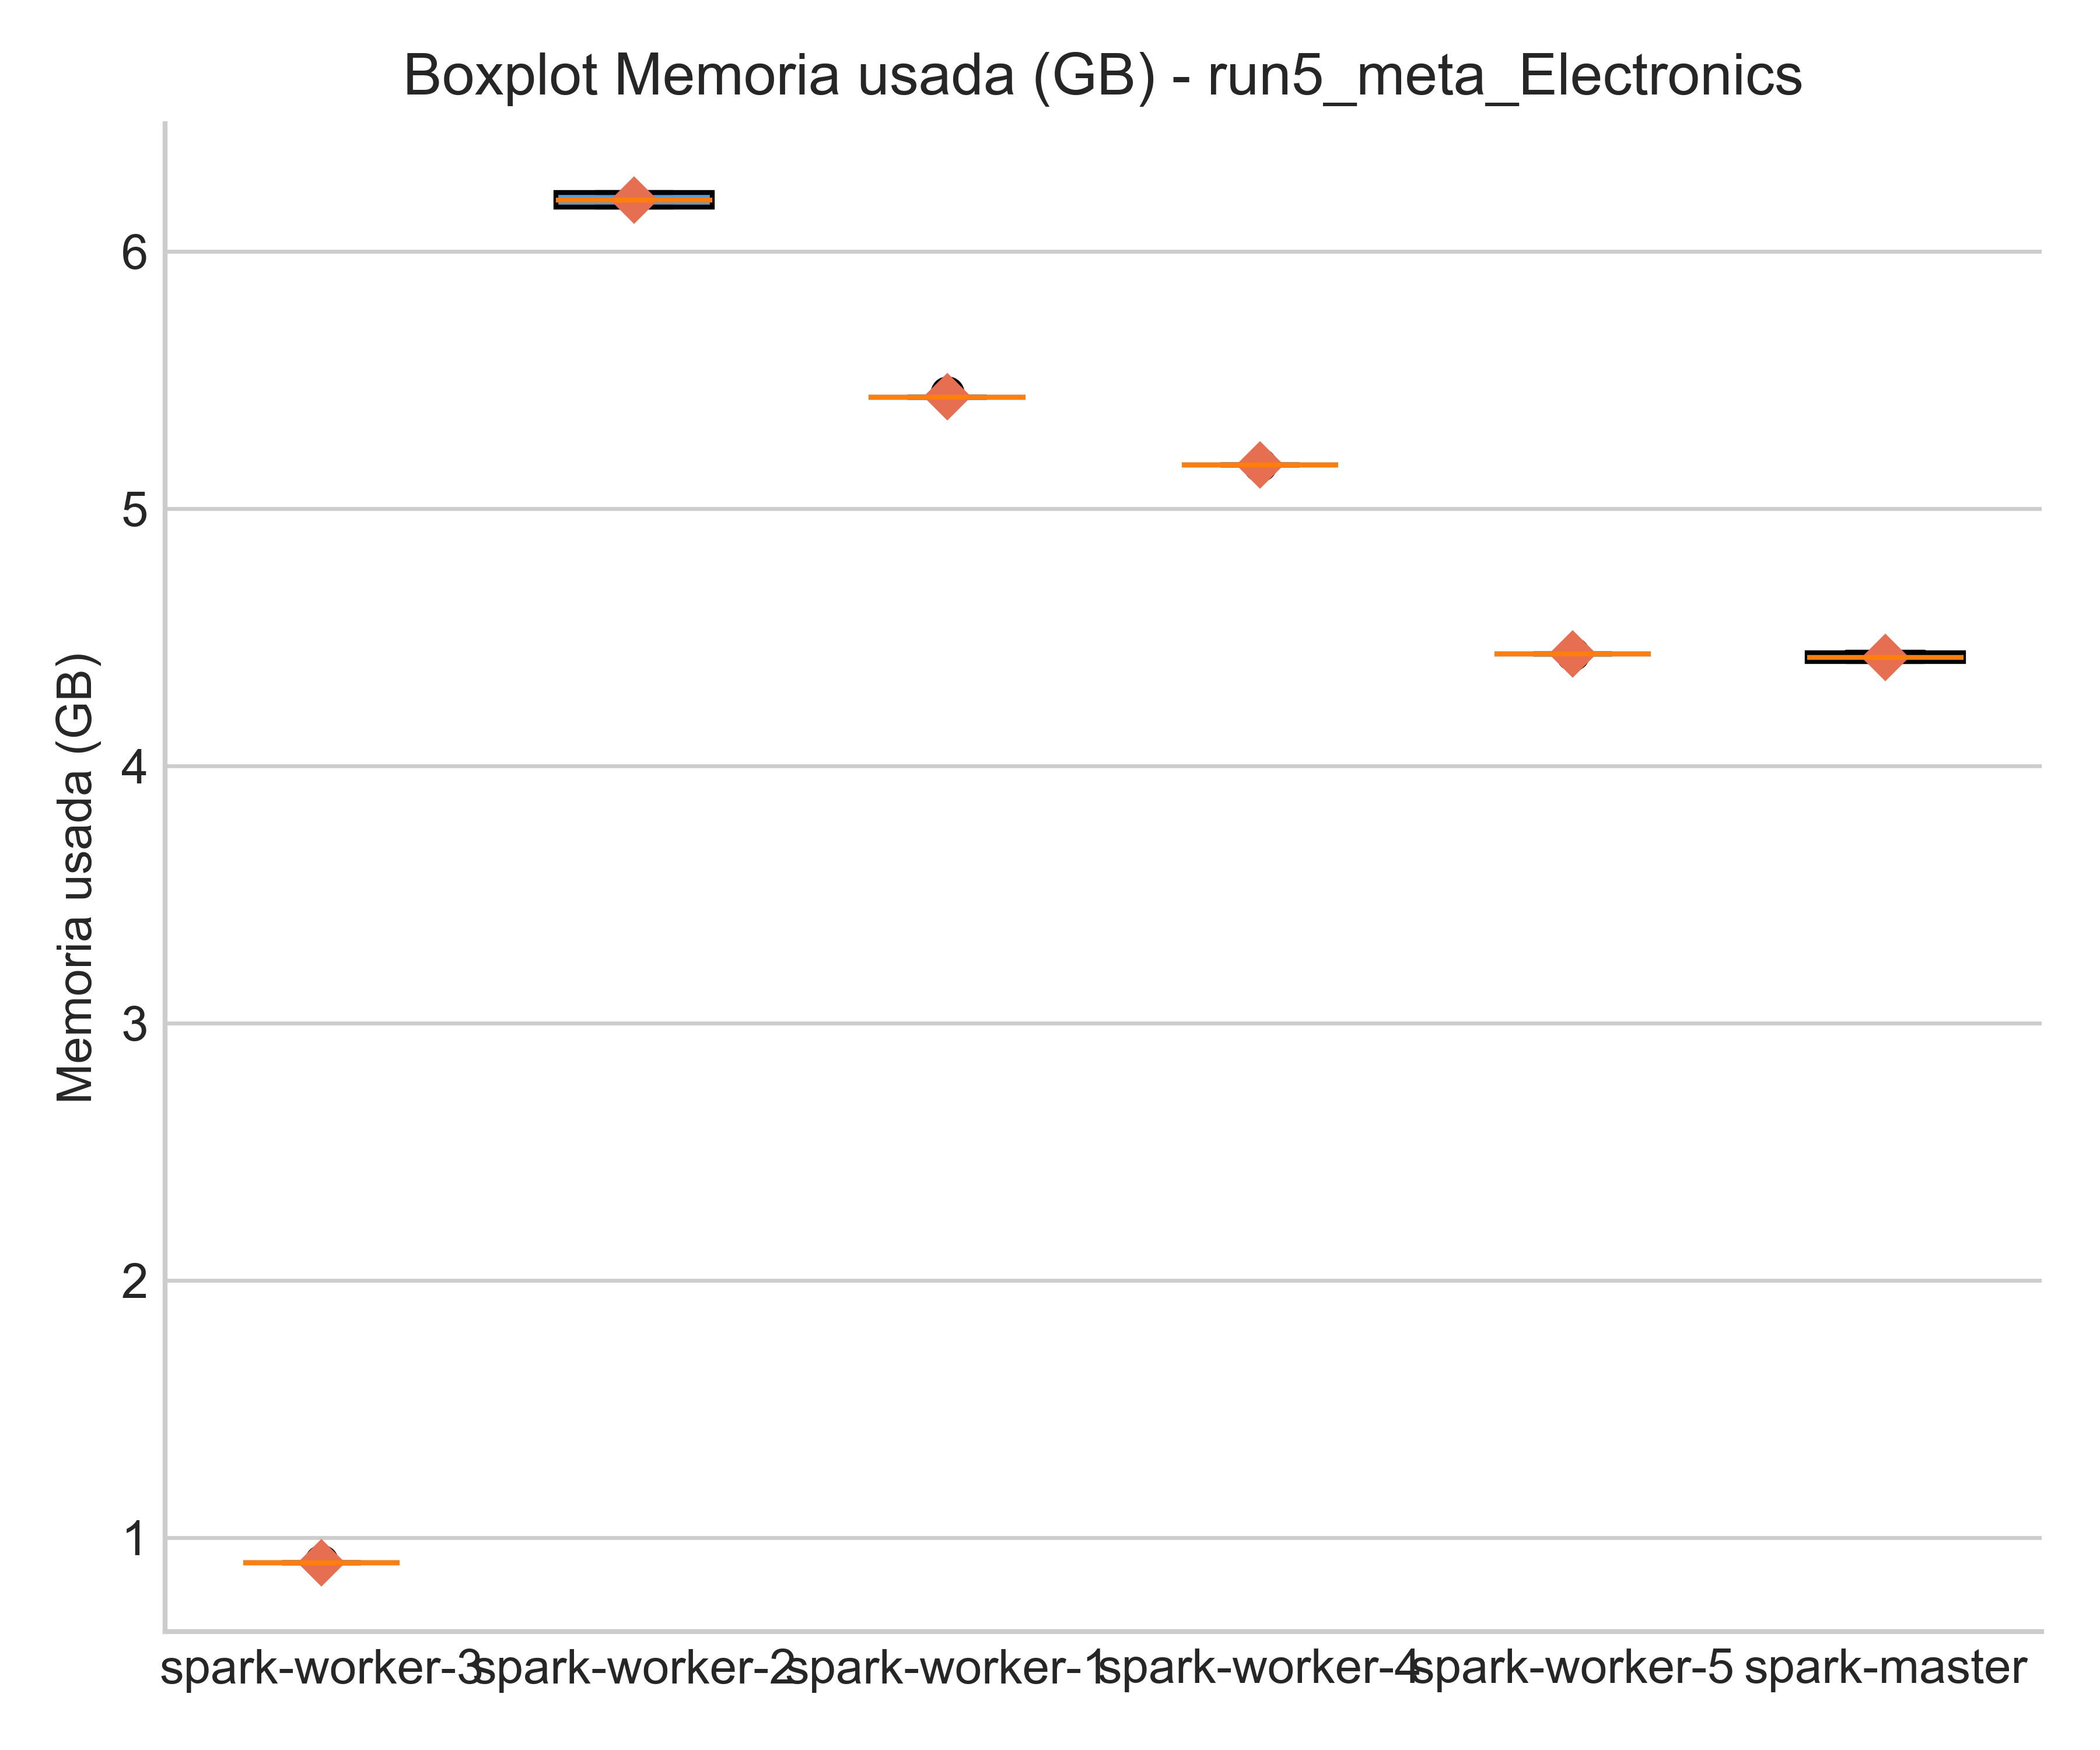 Boxplot Memoria usada (GB) - run5_meta_Electronics
Memoria usada (GB)
6
5
4
3
2
1
spark-worker-3 spark-worker-2 spark-worker-1 spark-worker-4 spark-worker-5 spark-master